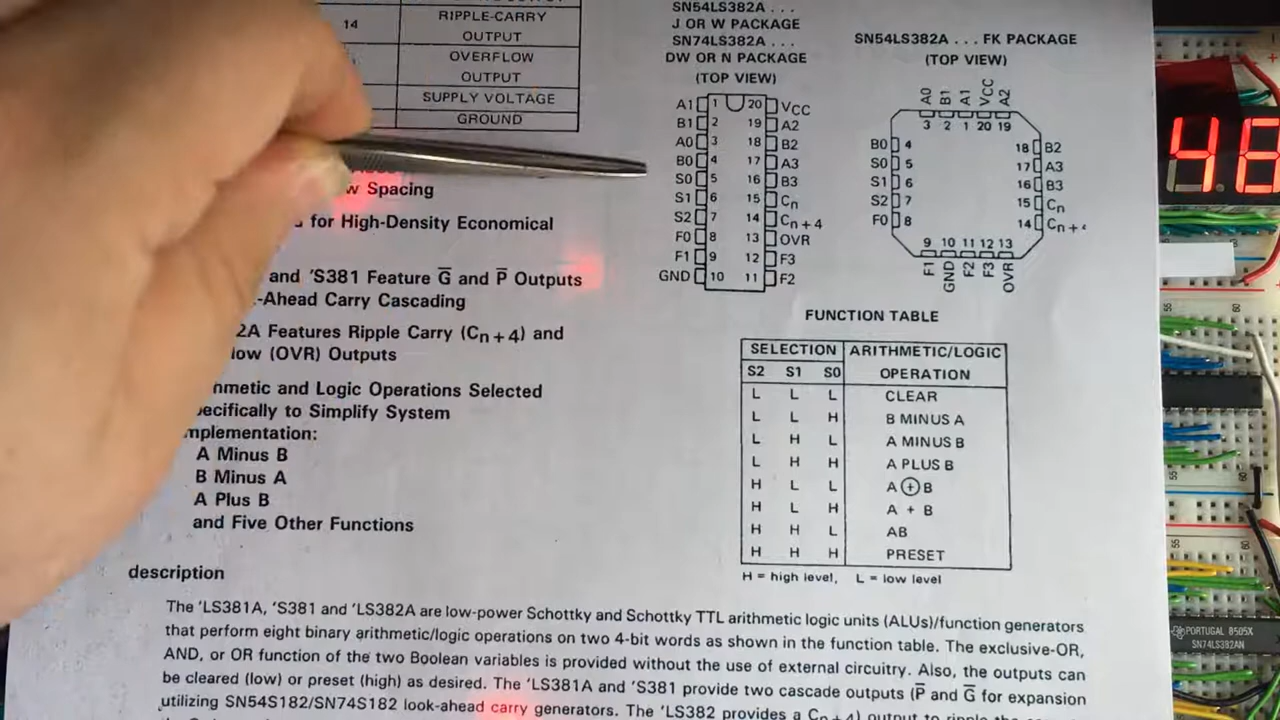 14 RIPPLE-CARRY
OUTPUT
OVERFLOW
OUTPUT
SUPPLY VOLTAGE
GROUND
Spacing
for High-Density Economical
and 'S381 Feature G̅ and P̅ Outputs
-Ahead Carry Cascading
2A Features Ripple Carry (Cn + 4) and
(OVR) Outputs
and Logic Operations Selected
to Simplify System
A Minus B
B Minus A
A Plus B
and Five Other Functions
SN54LS382A . . .
J OR W PACKAGE
SN74LS382A . . .
DW OR N PACKAGE
(TOP VIEW)
A1 1 20 VCC
B1 2 19 A2
A0 3 18 B2
B0 4 17 A3
S0 5 16 B3
S1 6 15 Cn
S2 7 14 Cn + 4
F0 8 13 OVR
F1 9 12 F3
GND 10 11 F2
SN54LS382A . . . FK PACKAGE
(TOP VIEW)
A0 B1 A1 VCC A2
3 2 1 20 19
B0 4 18 B2
S0 5 17 A3
S1 6 16 B3
S2 7 15 Cn
F0 8 14 Cn +
9 10 11 12 13
F1 GND F2 F3 OVR
FUNCTION TABLE
SELECTION ARITHMETIC/LOGIC
S2 S1 S0 OPERATION
L L L CLEAR
L L H B MINUS A
L H L A MINUS B
L H H A PLUS B
H L L A ⊕ B
H L H A + B
H H L AB
H H H PRESET
H = high level, L = low level
description
The 'LS381A, 'S381 and 'LS382A are low-power Schottky and Schottky TTL arithmetic logic units (ALUs)/function generators
that perform eight binary arithmetic/logic operations on two 4-bit words as shown in the function table. The exclusive-OR,
AND, or OR function of the two Boolean variables is provided without the use of external circuitry. Also, the outputs can
be cleared (low) or preset (high) as desired. The 'LS381A and 'S381 provide two cascade outputs (P̅ and G̅ for expansion
utilizing SN54S182/SN74S182 look-ahead carry generators. The 'LS382 provides a Cn + 4) output to ripple the
55 60
55 60
PORTUGAL 8505X
SN74LS382AN